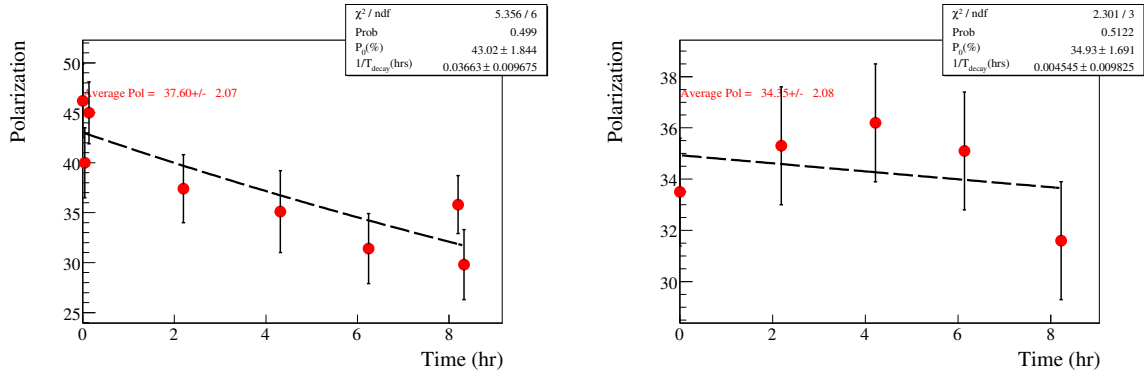 χ² / ndf 5.356 / 6
Prob 0.499
P₀(%) 43.02 ± 1.844
1/T_decay(hrs) 0.03663 ± 0.009675
Polarization
Average Pol = 37.60+/- 2.07
50
45
40
35
30
25
0 2 4 6 8
Time (hr)
χ² / ndf 2.301 / 3
Prob 0.5122
P₀(%) 34.93 ± 1.691
1/T_decay(hrs) 0.004545 ± 0.009825
Polarization
Average Pol = 34.35+/- 2.08
38
36
34
32
30
0 2 4 6 8
Time (hr)